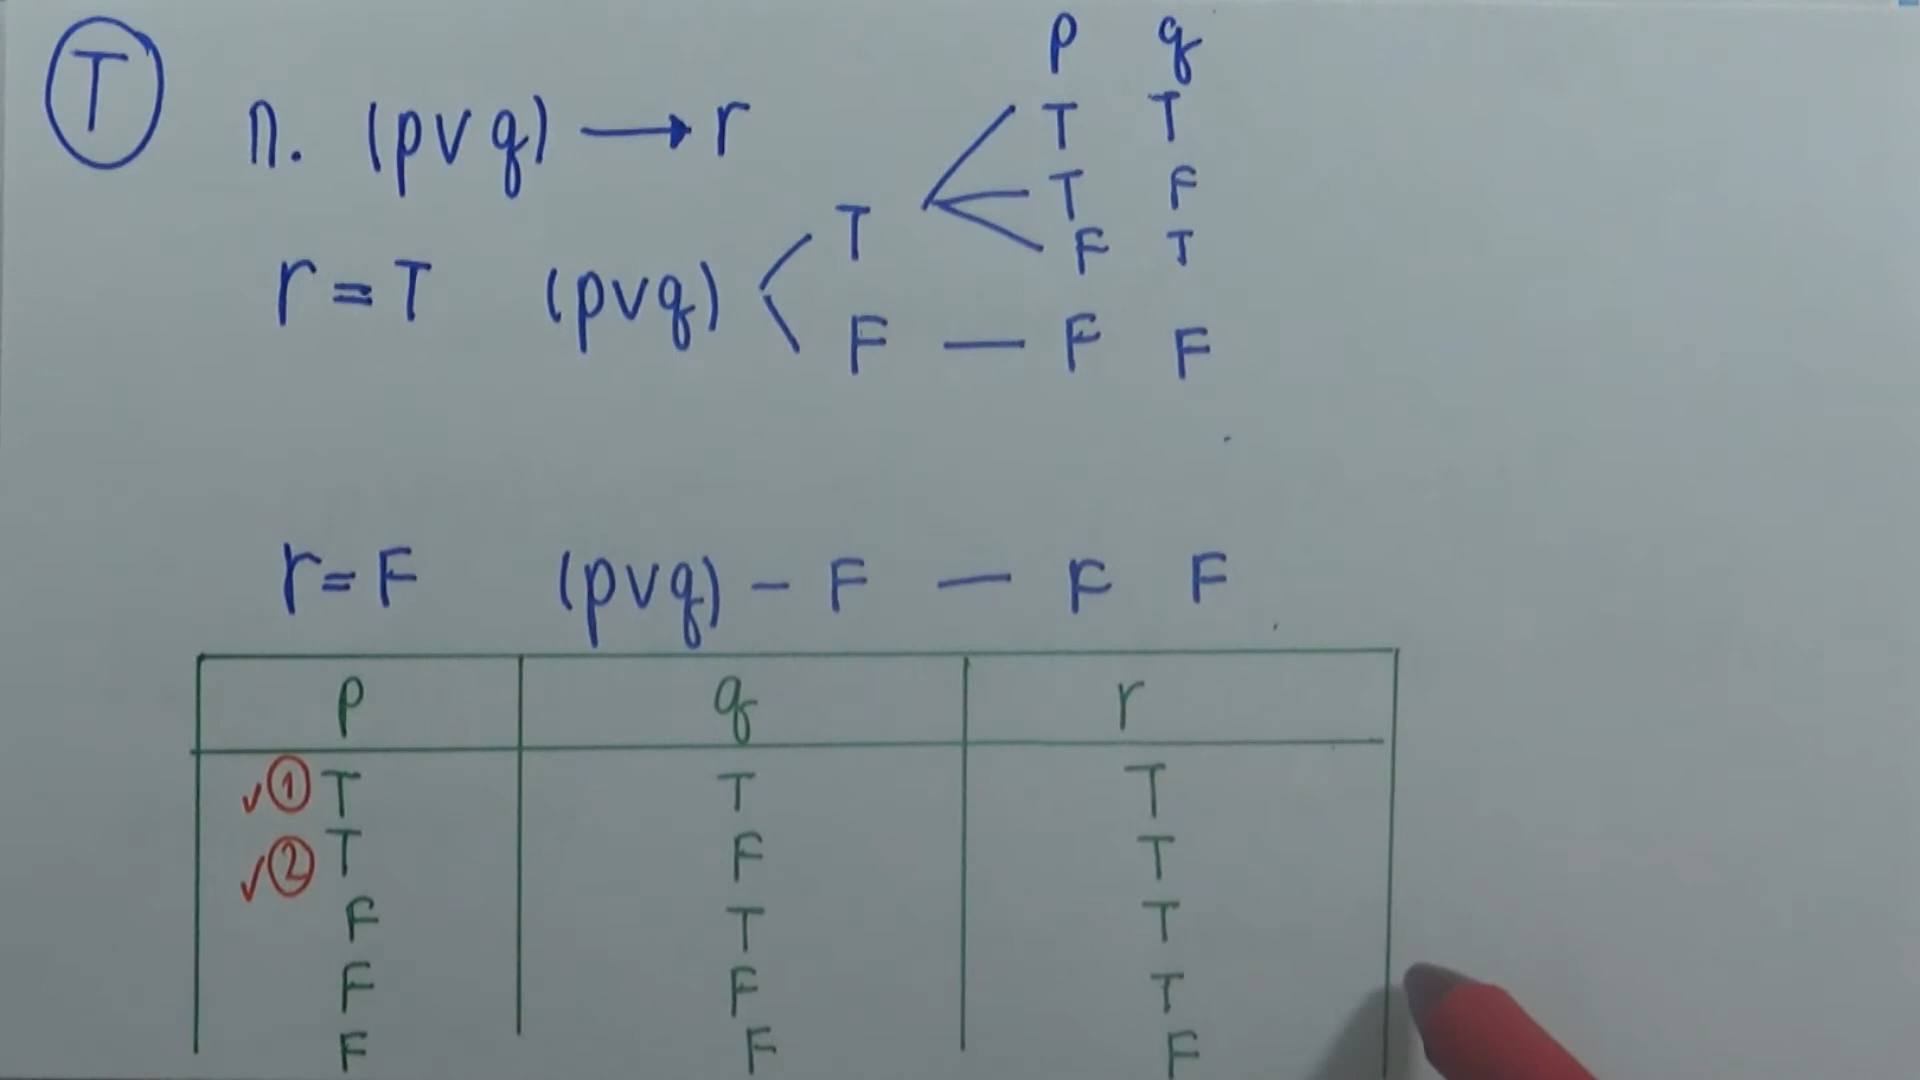 p q
T
n. (p∨q) → r
T T
T F
T
F T
r = T (p∨q)
F — F F
r = F (p∨q) – F — F F
p q r
✓① T T T
✓② T F T
F T T
F F T
F F F